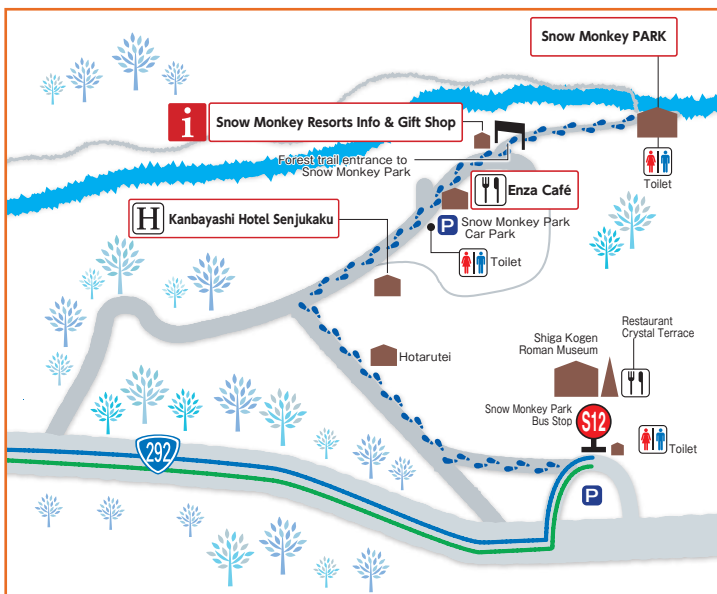 Snow Monkey PARK
i
Snow Monkey Resorts Info & Gift Shop
Forest trail entrance to
Snow Monkey Park
Toilet
Enza Café
H
Kanbayashi Hotel Senjukaku
P
Snow Monkey Park
Car Park
Toilet
Hotarutei
Shiga Kogen
Roman Museum
Restaurant
Crystal Terrace
Snow Monkey Park
Bus Stop
S12
Toilet
292
P